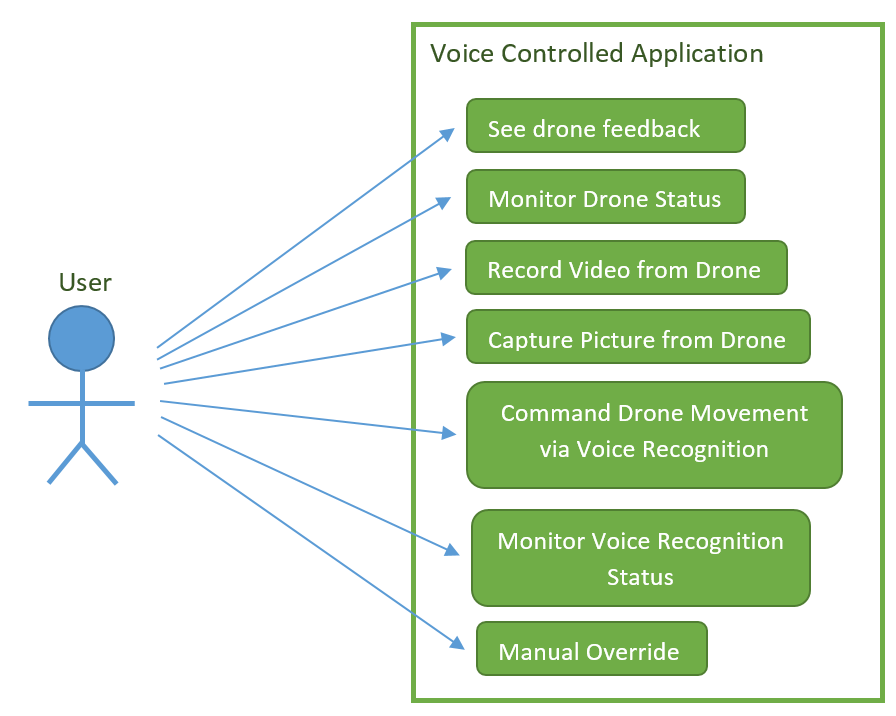 Voice Controlled Application
See drone feedback
Monitor Drone Status
Record Video from Drone
User
Capture Picture from Drone
Command Drone Movement
via Voice Recognition
Monitor Voice Recognition
Status
Manual Override